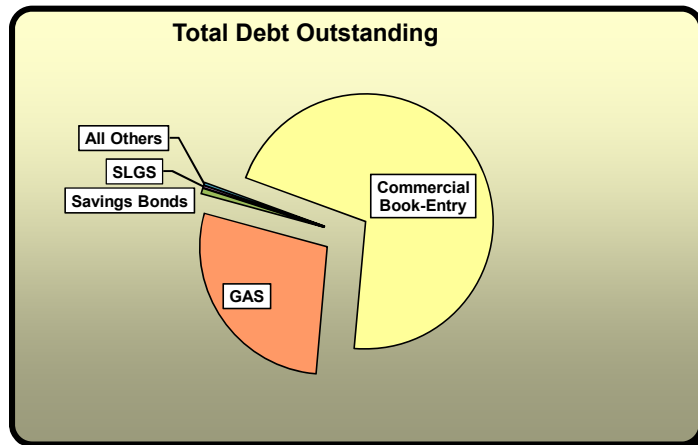 Total Debt Outstanding
All Others
SLGS
Savings Bonds
Commercial
Book-Entry
GAS